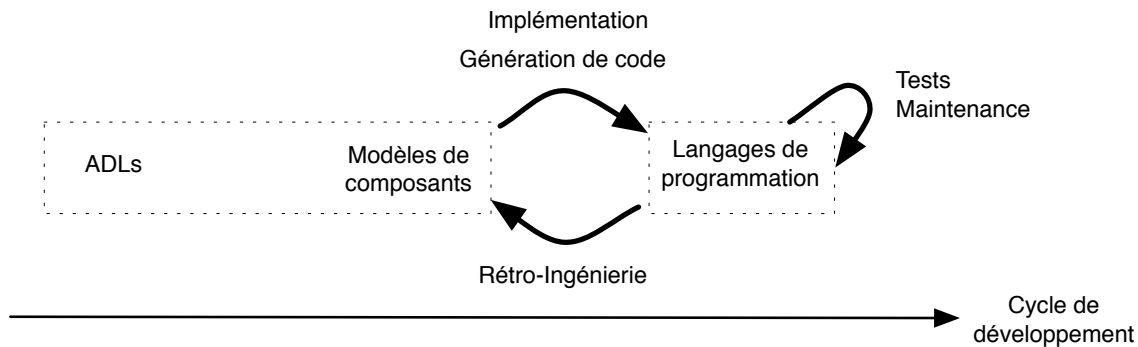 Implémentation
Génération de code
Tests
Maintenance
ADLs
Modèles de
composants
Langages de
programmation
Rétro-Ingénierie
Cycle de
développement